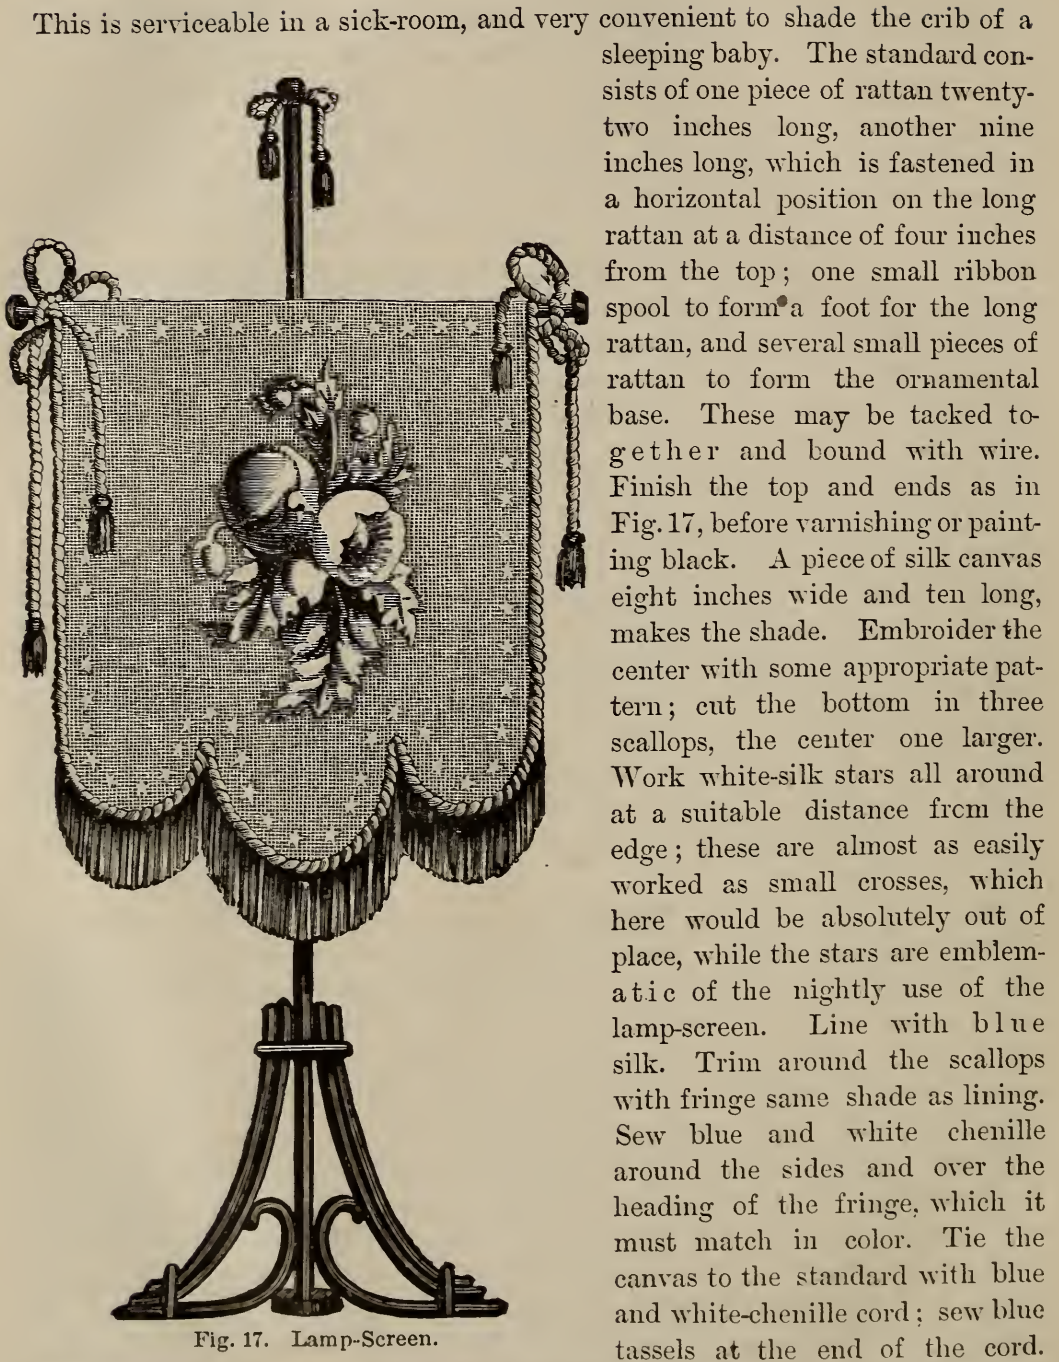 This is serviceable in a sick-room, and very convenient to shade the crib of a
sleeping baby. The standard con-
sists of one piece of rattan twenty-
two inches long, another nine
inches long, which is fastened in
a horizontal position on the long
rattan at a distance of four inches
from the top; one small ribbon
spool to form a foot for the long
rattan, and several small pieces of
rattan to form the ornamental
base. These may be tacked to-
gether and bound with wire.
Finish the top and ends as in
Fig. 17, before varnishing or paint-
ing black. A piece of silk canvas
eight inches wide and ten long,
makes the shade. Embroider the
center with some appropriate pat-
tern; cut the bottom in three
scallops, the center one larger.
Work white-silk stars all around
at a suitable distance from the
edge; these are almost as easily
worked as small crosses, which
here would be absolutely out of
place, while the stars are emblem-
atic of the nightly use of the
lamp-screen. Line with blue
silk. Trim around the scallops
with fringe same shade as lining.
Sew blue and white chenille
around the sides and over the
heading of the fringe, which it
must match in color. Tie the
canvas to the standard with blue
and white-chenille cord; sew blue
tassels at the end of the cord.
Fig. 17. Lamp-Screen.